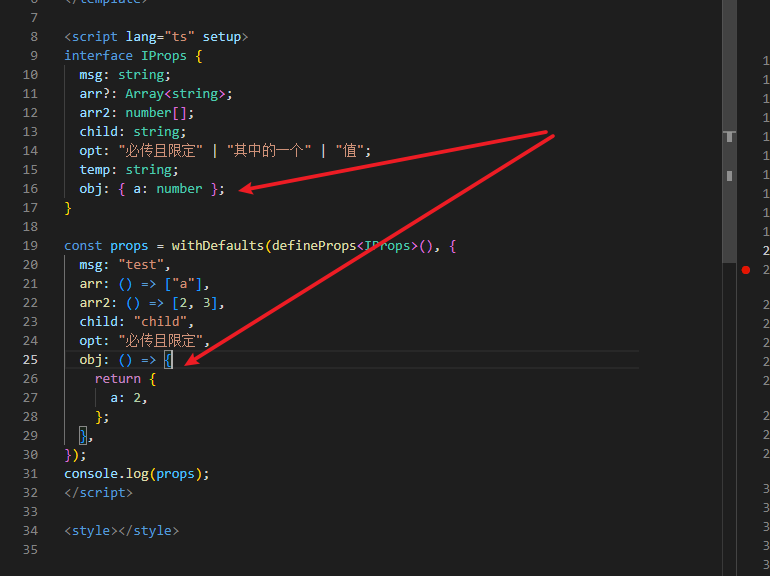 6 </template>
7
8 <script lang="ts" setup>
9 interface IProps {
10 msg: string;
11 arr?: Array<string>;
12 arr2: number[];
13 child: string;
14 opt: "必传且限定" | "其中的一个" | "值";
15 temp: string;
16 obj: { a: number };
17 }
18
19 const props = withDefaults(defineProps<IProps>(), {
20 msg: "test",
21 arr: () => ["a"],
22 arr2: () => [2, 3],
23 child: "child",
24 opt: "必传且限定",
25 obj: () => {
26 return {
27 a: 2,
28 };
29 },
30 });
31 console.log(props);
32 </script>
33
34 <style></style>
35